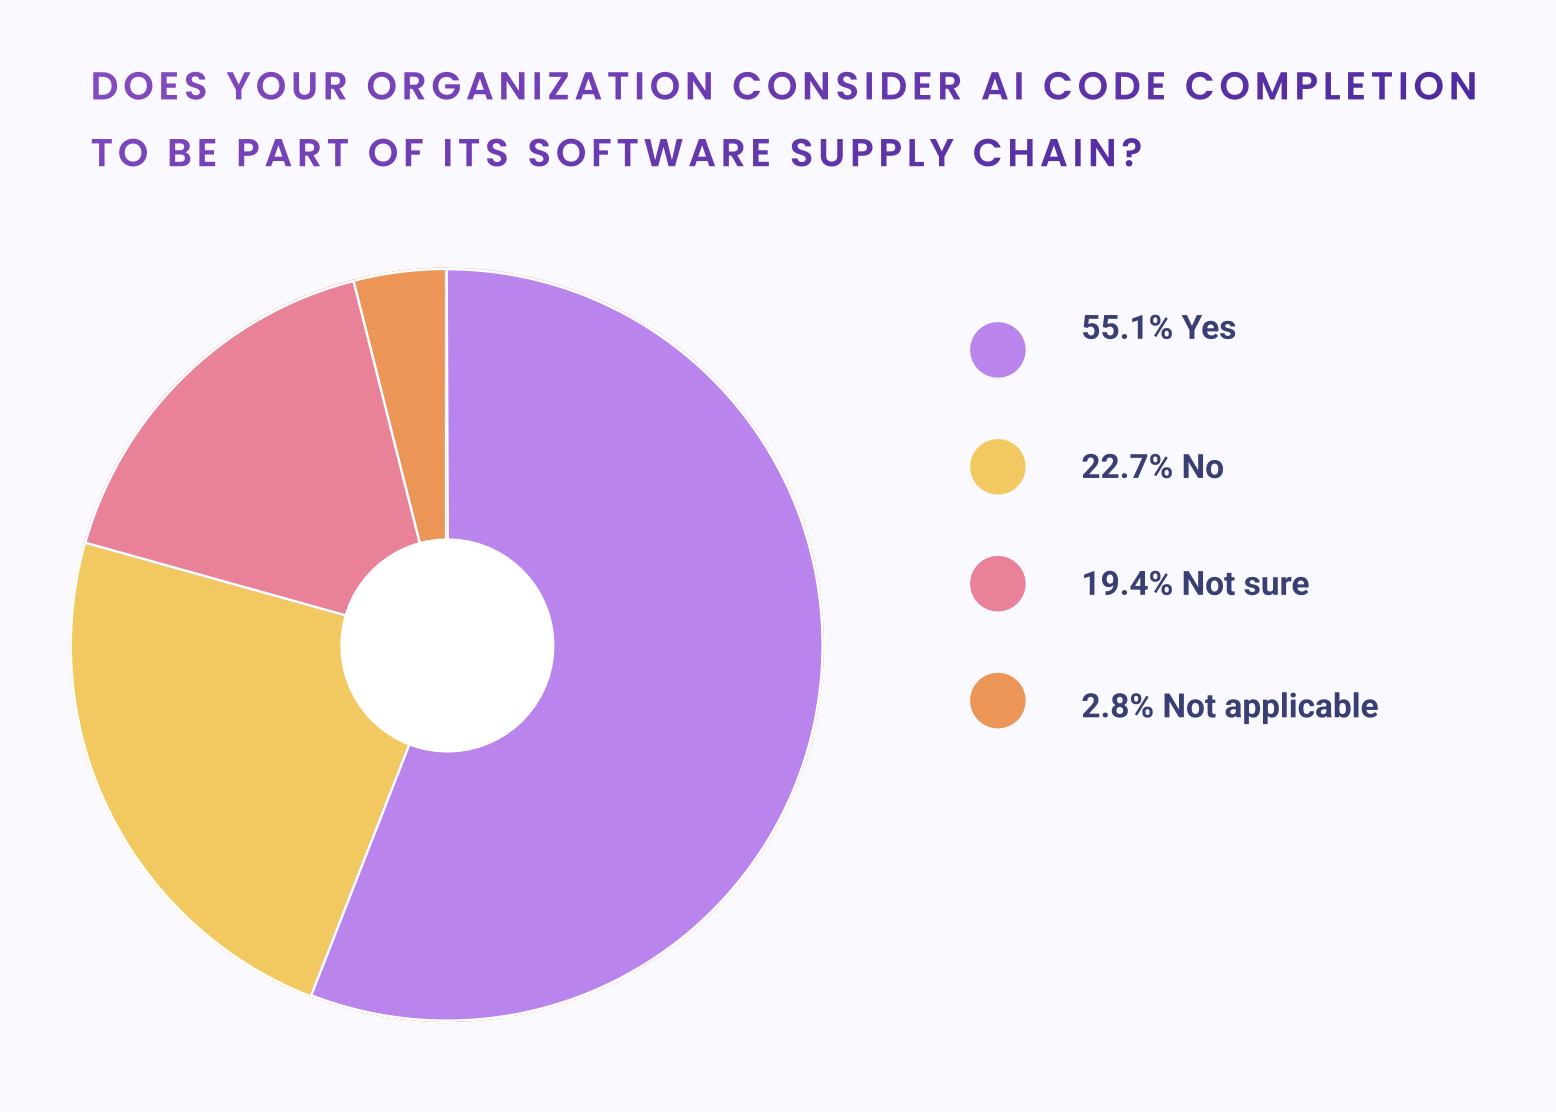 DOES YOUR ORGANIZATION CONSIDER AI CODE COMPLETION
TO BE PART OF ITS SOFTWARE SUPPLY CHAIN?
55.1% Yes
22.7% No
19.4% Not sure
2.8% Not applicable